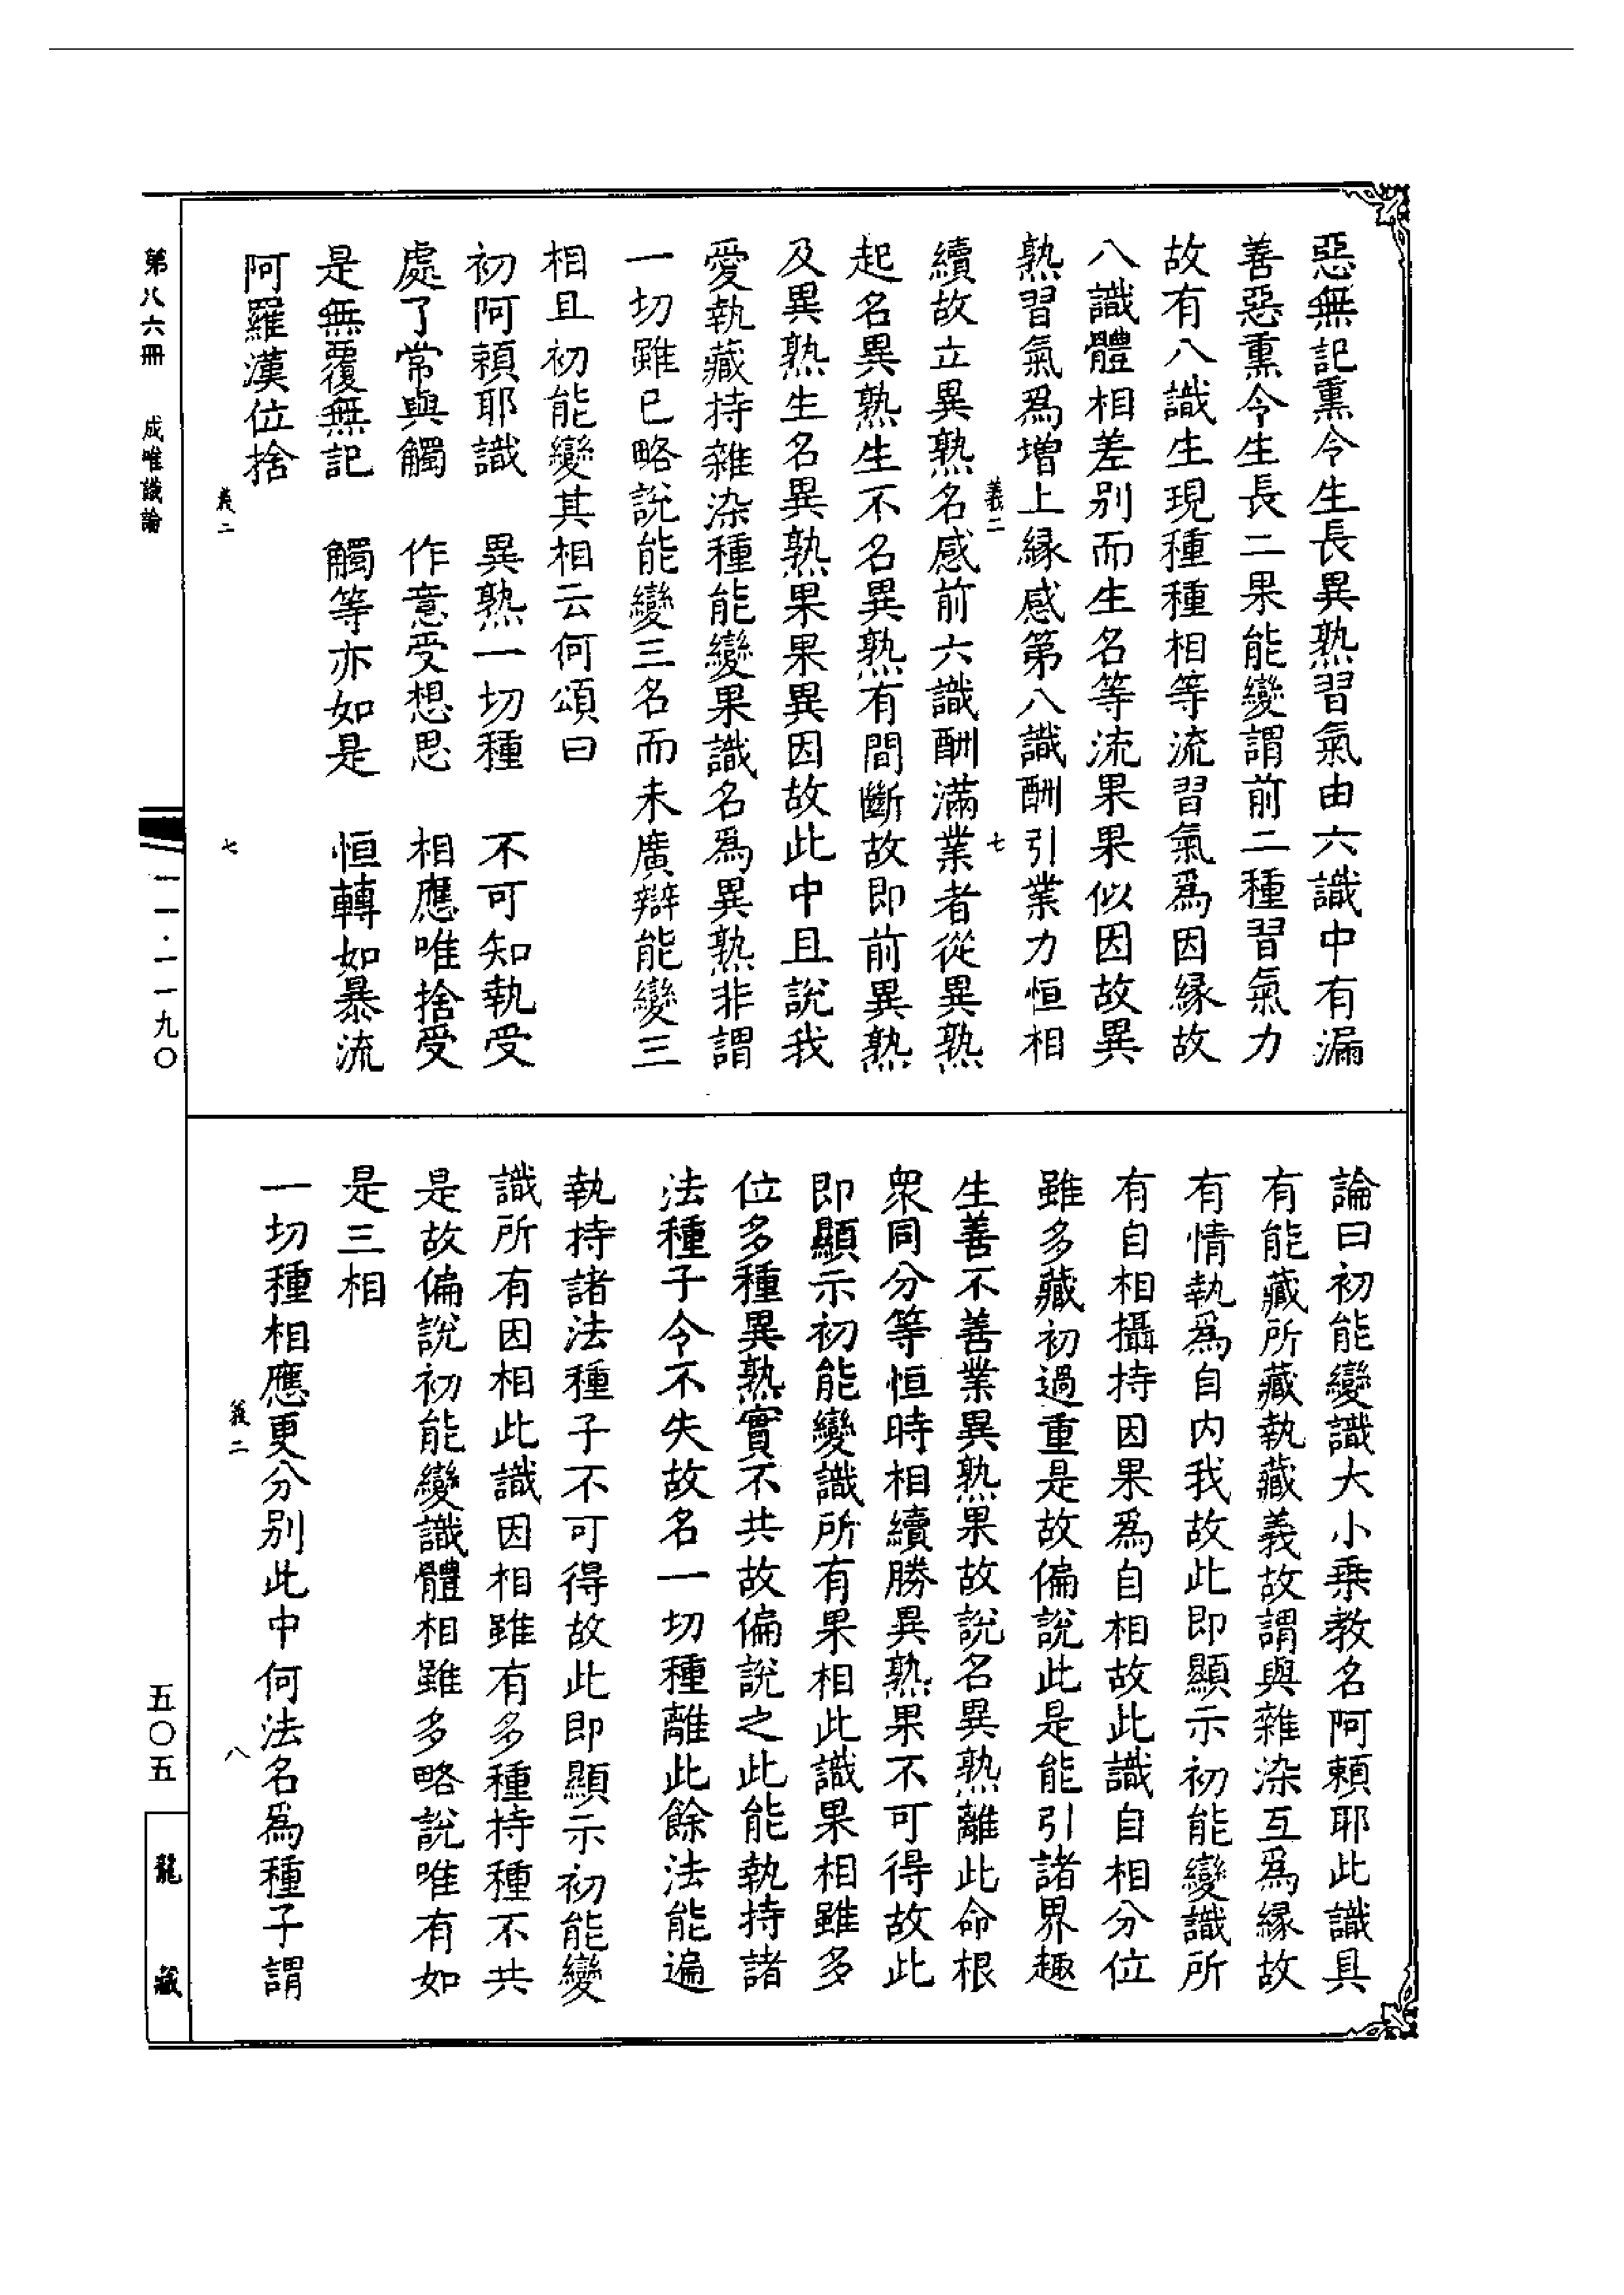 惡無記熏令生長異熟習氣由六識中有漏
善惡熏令生長二果能變謂前二種習氣力
故有八識生現種種相等流習氣爲因緣故
八識體相差別而生名等流果果似因故異
熟習氣爲增上緣感第八識酬引業力恒相
義二
七
續故立異熟名感前六識酬滿業者從異熟
起名異熟生不名異熟有間斷故即前異熟
及異熟生名異熟果果異因故此中且說我
愛執藏持雜染種能變果識名爲異熟非謂
一切雖已略說能變三名而未廣辯能變三
相且初能變其相云何頌曰
初阿賴耶識 異熟一切種 不可知執受
處了常與觸 作意受想思 相應唯捨受
是無覆無記 觸等亦如是 恒轉如暴流
阿羅漢位捨
義二
七
論曰初能變識大小乘教名阿賴耶此識具
有能藏所藏執藏義故謂與雜染互爲緣故
有情執爲自內我故此即顯示初能變識所
有自相攝持因果爲自相故此識自相分位
雖多藏初過重是故偏說此是能引諸界趣
生善不善業異熟果故說名異熟離此命根
眾同分等恒時相續勝異熟果不可得故此
即顯示初能變識所有果相此識果相雖多
位多種異熟實不共故偏說之此能執持諸
法種子令不失故名一切種離此餘法能遍
執持諸法種子不可得故此即顯示初能變
識所有因相此識因相雖有多種持種不共
是故偏說初能變識體相雖多略說唯有如
是三相
一切種相應更分別此中何法名爲種子謂
義二
八
第八六冊 成唯識論
一一·一一九〇
五〇五
龍藏